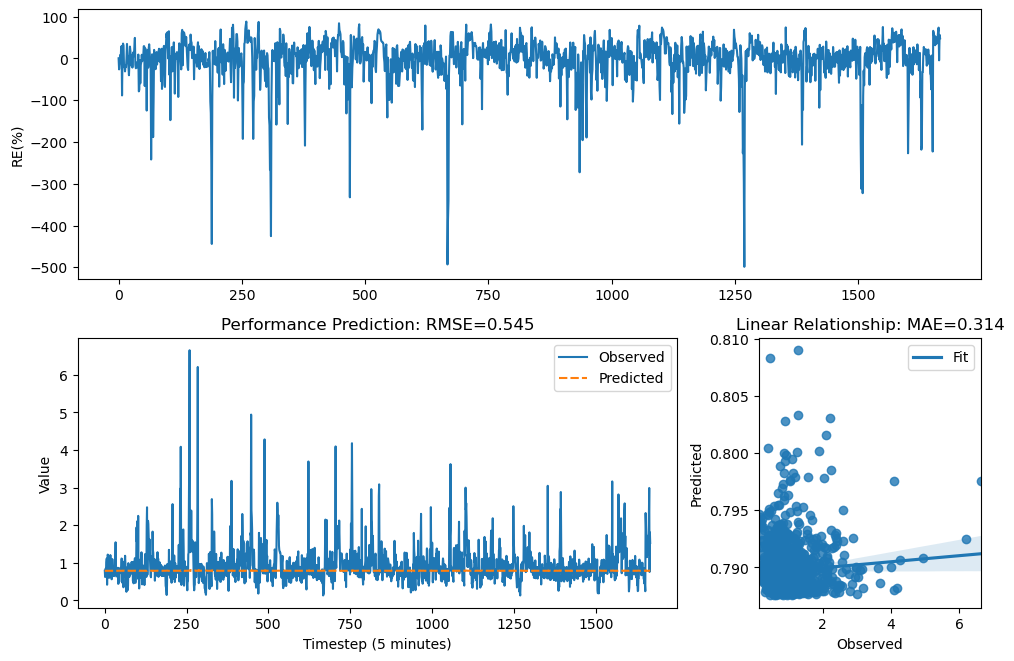 100
0
−100
−200
−300
−400
−500
RE(%)
0 250 500 750 1000 1250 1500
Performance Prediction: RMSE=0.545
Observed
Predicted
6
5
4
3
2
1
0
Value
0 250 500 750 1000 1250 1500
Timestep (5 minutes)
Linear Relationship: MAE=0.314
Fit
0.810
0.805
0.800
0.795
0.790
Predicted
2 4 6
Observed